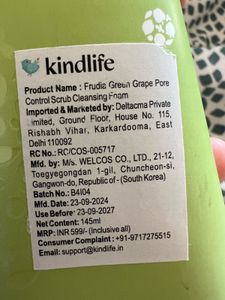 kindlife
Product Name : Frudia Green Grape Pore
Control Scrub Cleansing Foam
Imported & Marketed by: Deltacma Private
Limited, Ground Floor, House No. 115,
Rishabh Vihar, Karkardooma, East
Delhi 110092
RC No.: RC/COS-005717
Mfg. by: M/s. WELCOS CO., LTD., 21-12,
Toegyegongdan 1-gil, Chuncheon-si,
Gangwon-do, Republic of - (South Korea)
Batch No.: B4I04
Mfd. Date: 23-09-2024
Use Before: 23-09-2027
Net Content: 145ml
MRP: INR 599/- (Inclusive all)
Consumer Complaint : +91-9717275515
Email: support@kindlife.in